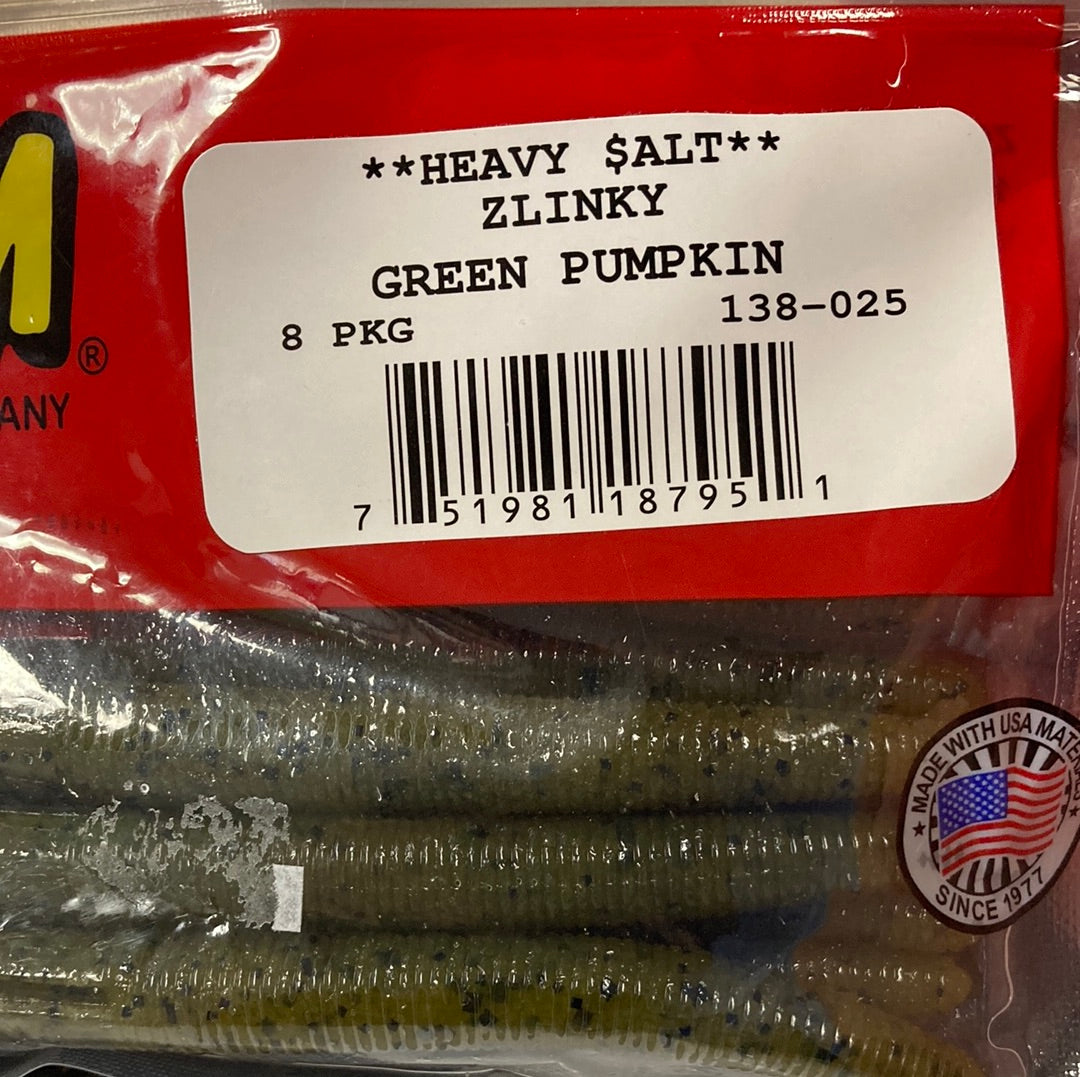 **HEAVY $ALT**
ZLINKY
GREEN PUMPKIN
8 PKG 138-025
7 51981 18795 1
M®
ANY
MADE WITH USA
SINCE 1977